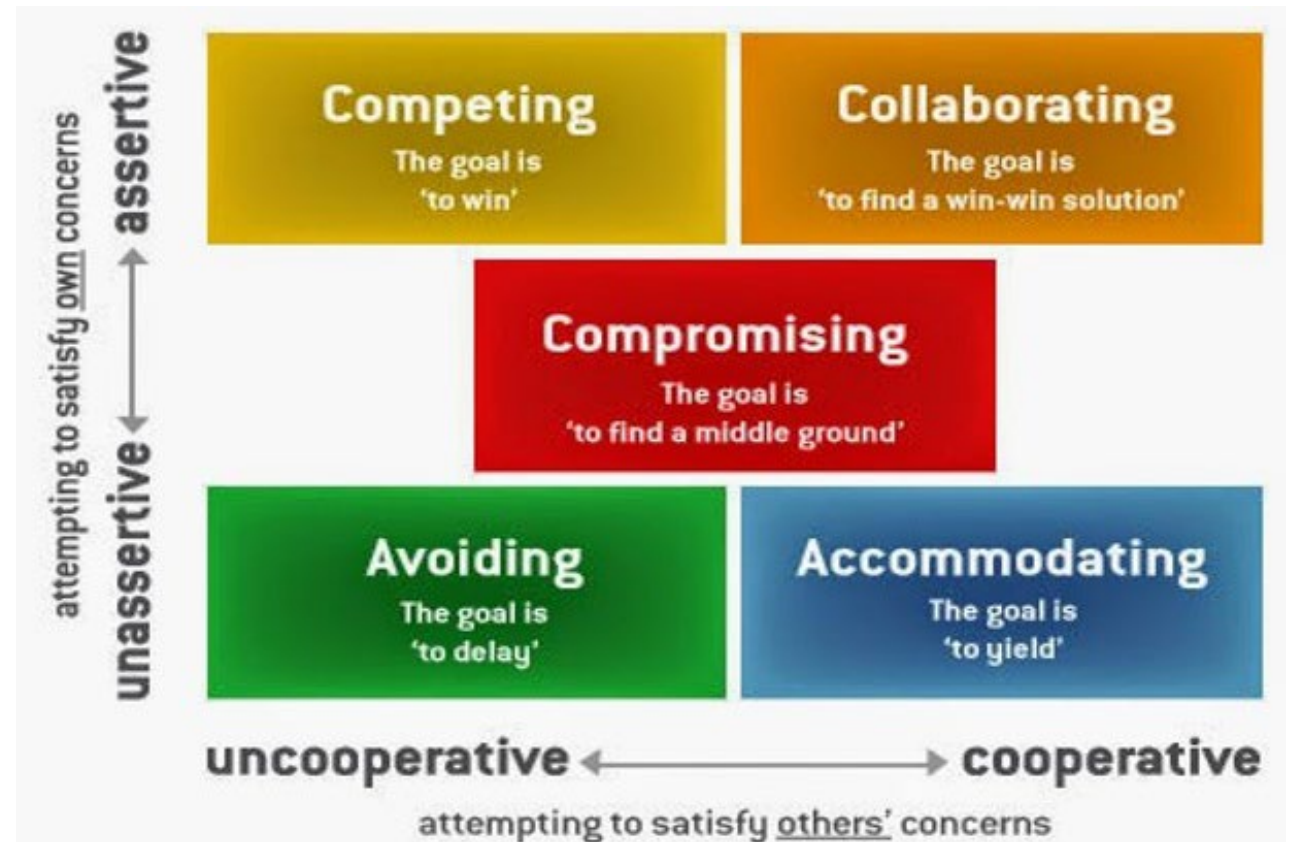 attempting to satisfy own concerns
unassertive
assertive
Competing
The goal is
‘to win’
Collaborating
The goal is
‘to find a win-win solution’
Compromising
The goal is
‘to find a middle ground’
Avoiding
The goal is
‘to delay’
Accommodating
The goal is
‘to yield’
uncooperative
cooperative
attempting to satisfy others’ concerns